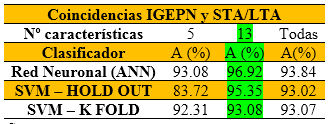 Coincidencias IGEPN y STA/LTA
Nº características 5 13 Todas
Clasificador A (%) A (%) A (%)
Red Neuronal (ANN) 93.08 96.92 93.84
SVM – HOLD OUT 83.72 95.35 93.02
SVM – K FOLD 92.31 93.08 93.07